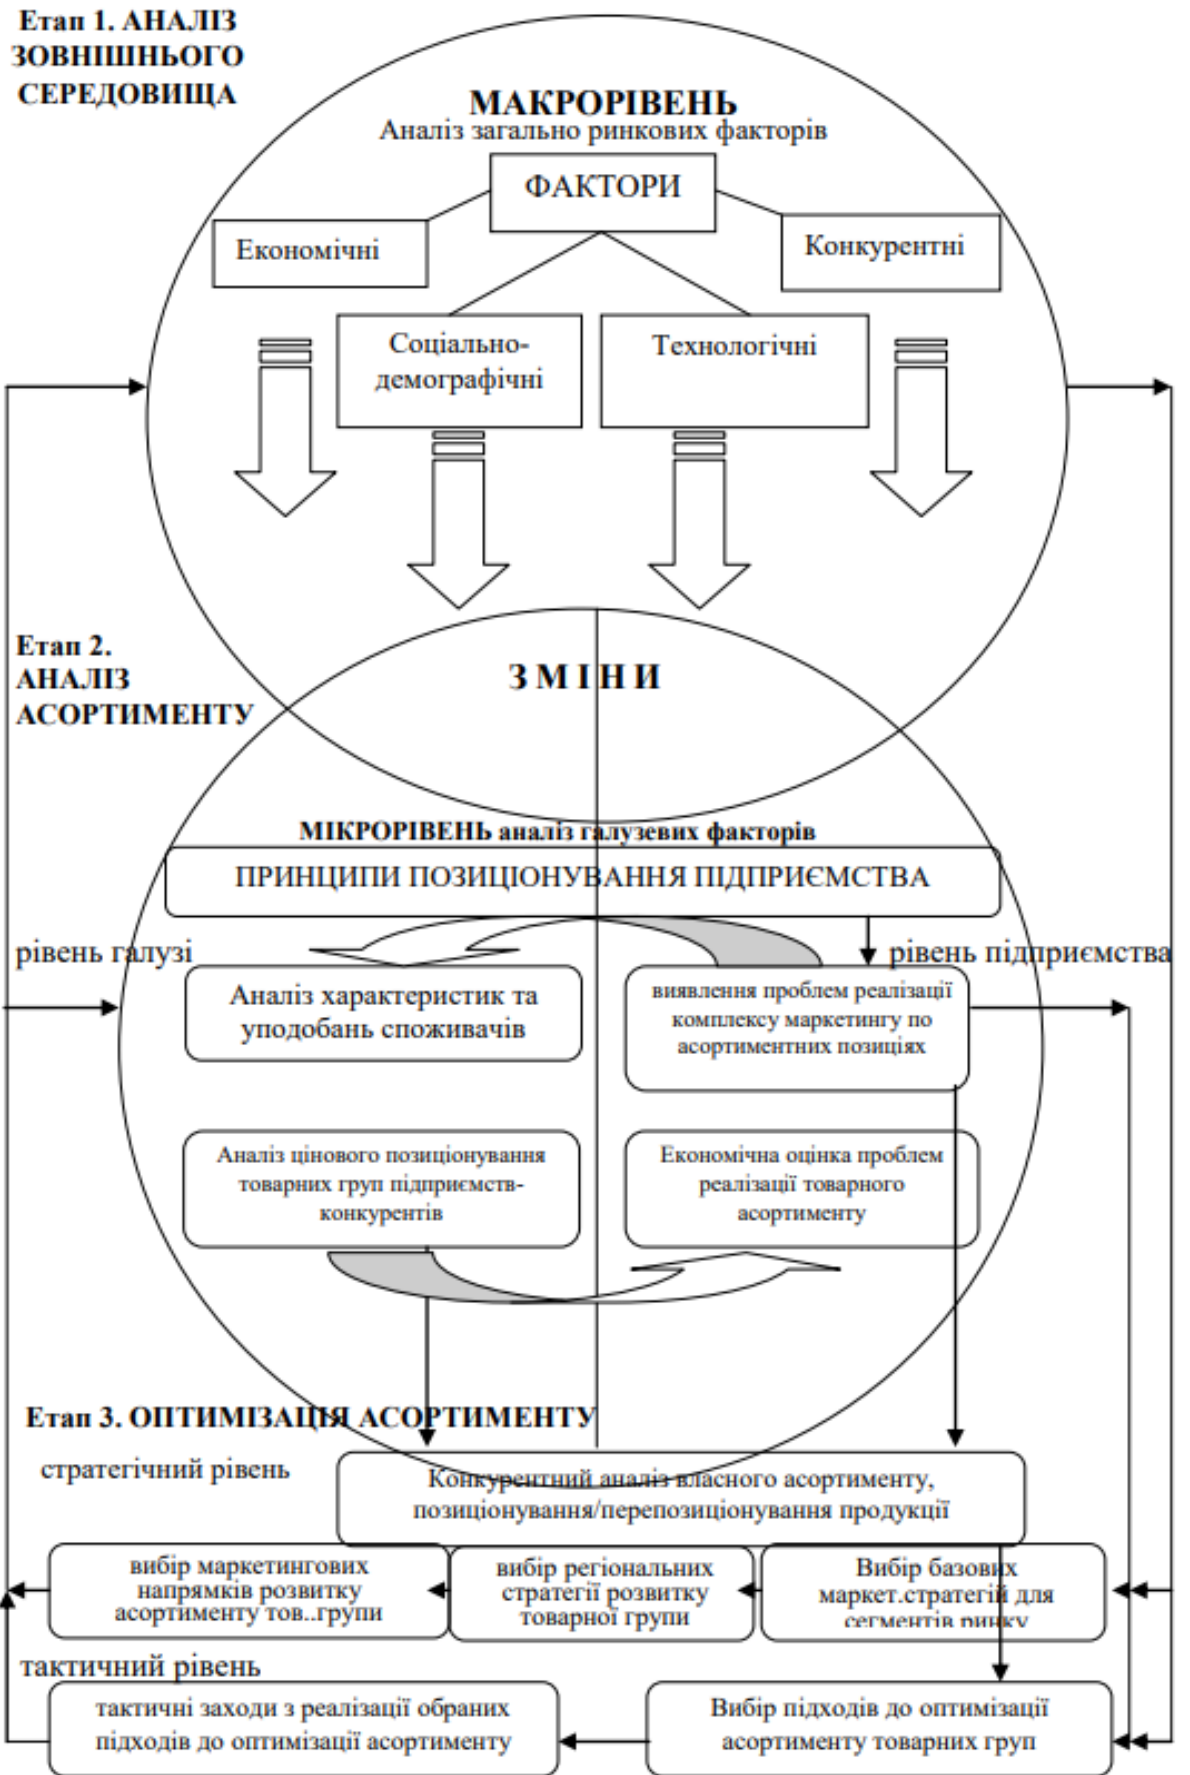 Етап 1. АНАЛІЗ
ЗОВНІШНЬОГО
СЕРЕДОВИЩА
МАКРОРІВЕНЬ
Аналіз загально ринкових факторів
ФАКТОРИ
Економічні
Конкурентні
Соціально-
демографічні
Технологічні
Етап 2.
АНАЛІЗ
АСОРТИМЕНТУ
З М І Н И
МІКРОРІВЕНЬ аналіз галузевих факторів
ПРИНЦИПИ ПОЗИЦІОНУВАННЯ ПІДПРИЄМСТВА
рівень галузі
рівень підприємства
Аналіз характеристик та
уподобань споживачів
виявлення проблем реалізації
комплексу маркетингу по
асортиментних позиціях
Аналіз цінового позиціонування
товарних груп підприємств-
конкурентів
Економічна оцінка проблем
реалізації товарного
асортименту
Етап 3. ОПТИМІЗАЦІЯ АСОРТИМЕНТУ
стратегічний рівень
Конкурентний аналіз власного асортименту,
позиціонування/перепозиціонування продукції
вибір маркетингових
напрямків розвитку
асортименту тов..групи
вибір регіональних
стратегії розвитку
товарної групи
Вибір базових
маркет.стратегій для
сегментів ринку
тактичний рівень
тактичні заходи з реалізації обраних
підходів до оптимізації асортименту
Вибір підходів до оптимізації
асортименту товарних груп